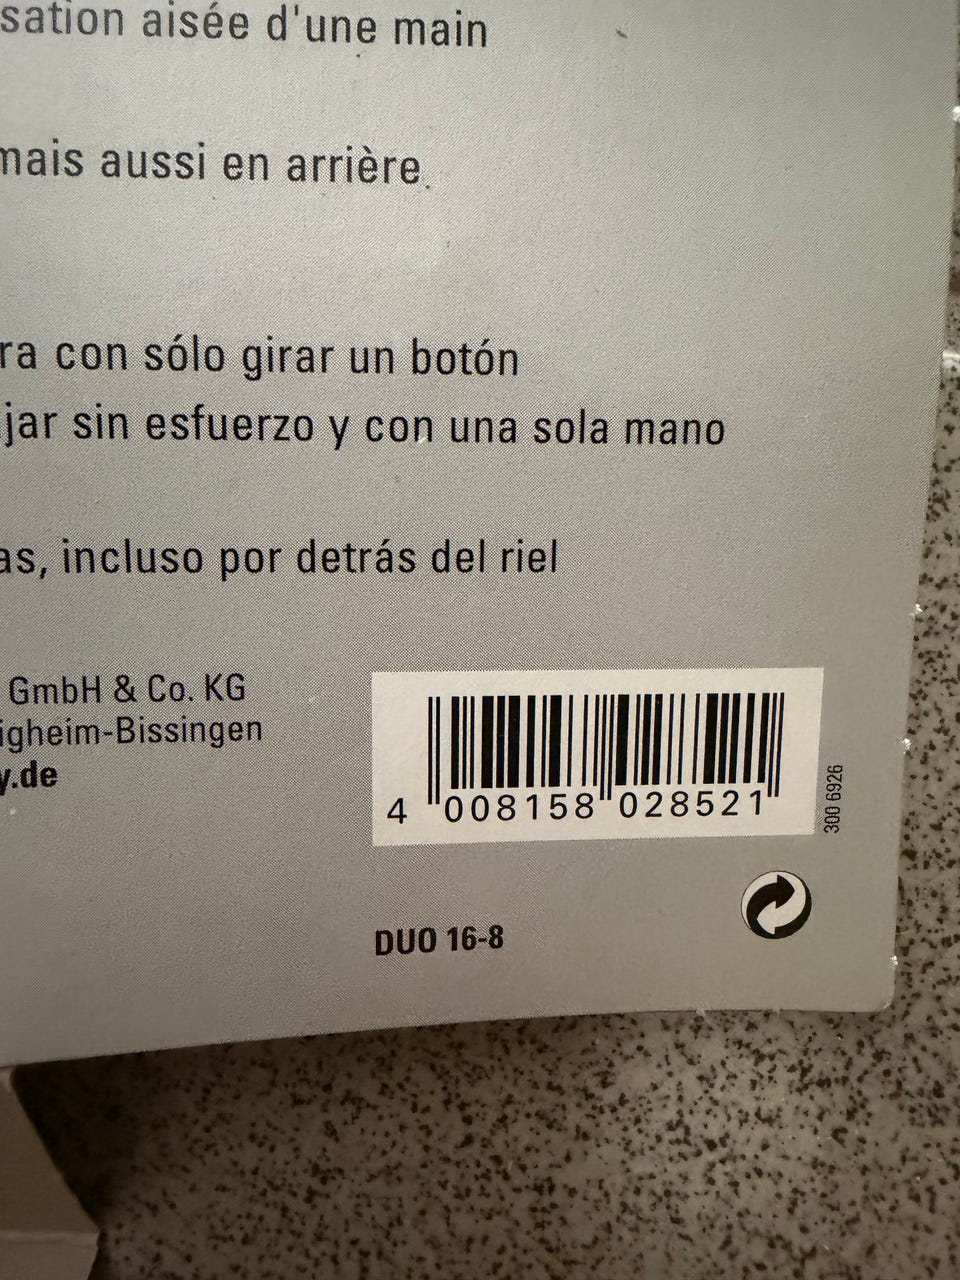 sation aisée d'une main
mais aussi en arrière.
ra con sólo girar un botón
jar sin esfuerzo y con una sola mano
as, incluso por detrás del riel
GmbH & Co. KG
igheim-Bissingen
y.de
4 008158 028521
300 6926
DUO 16-8